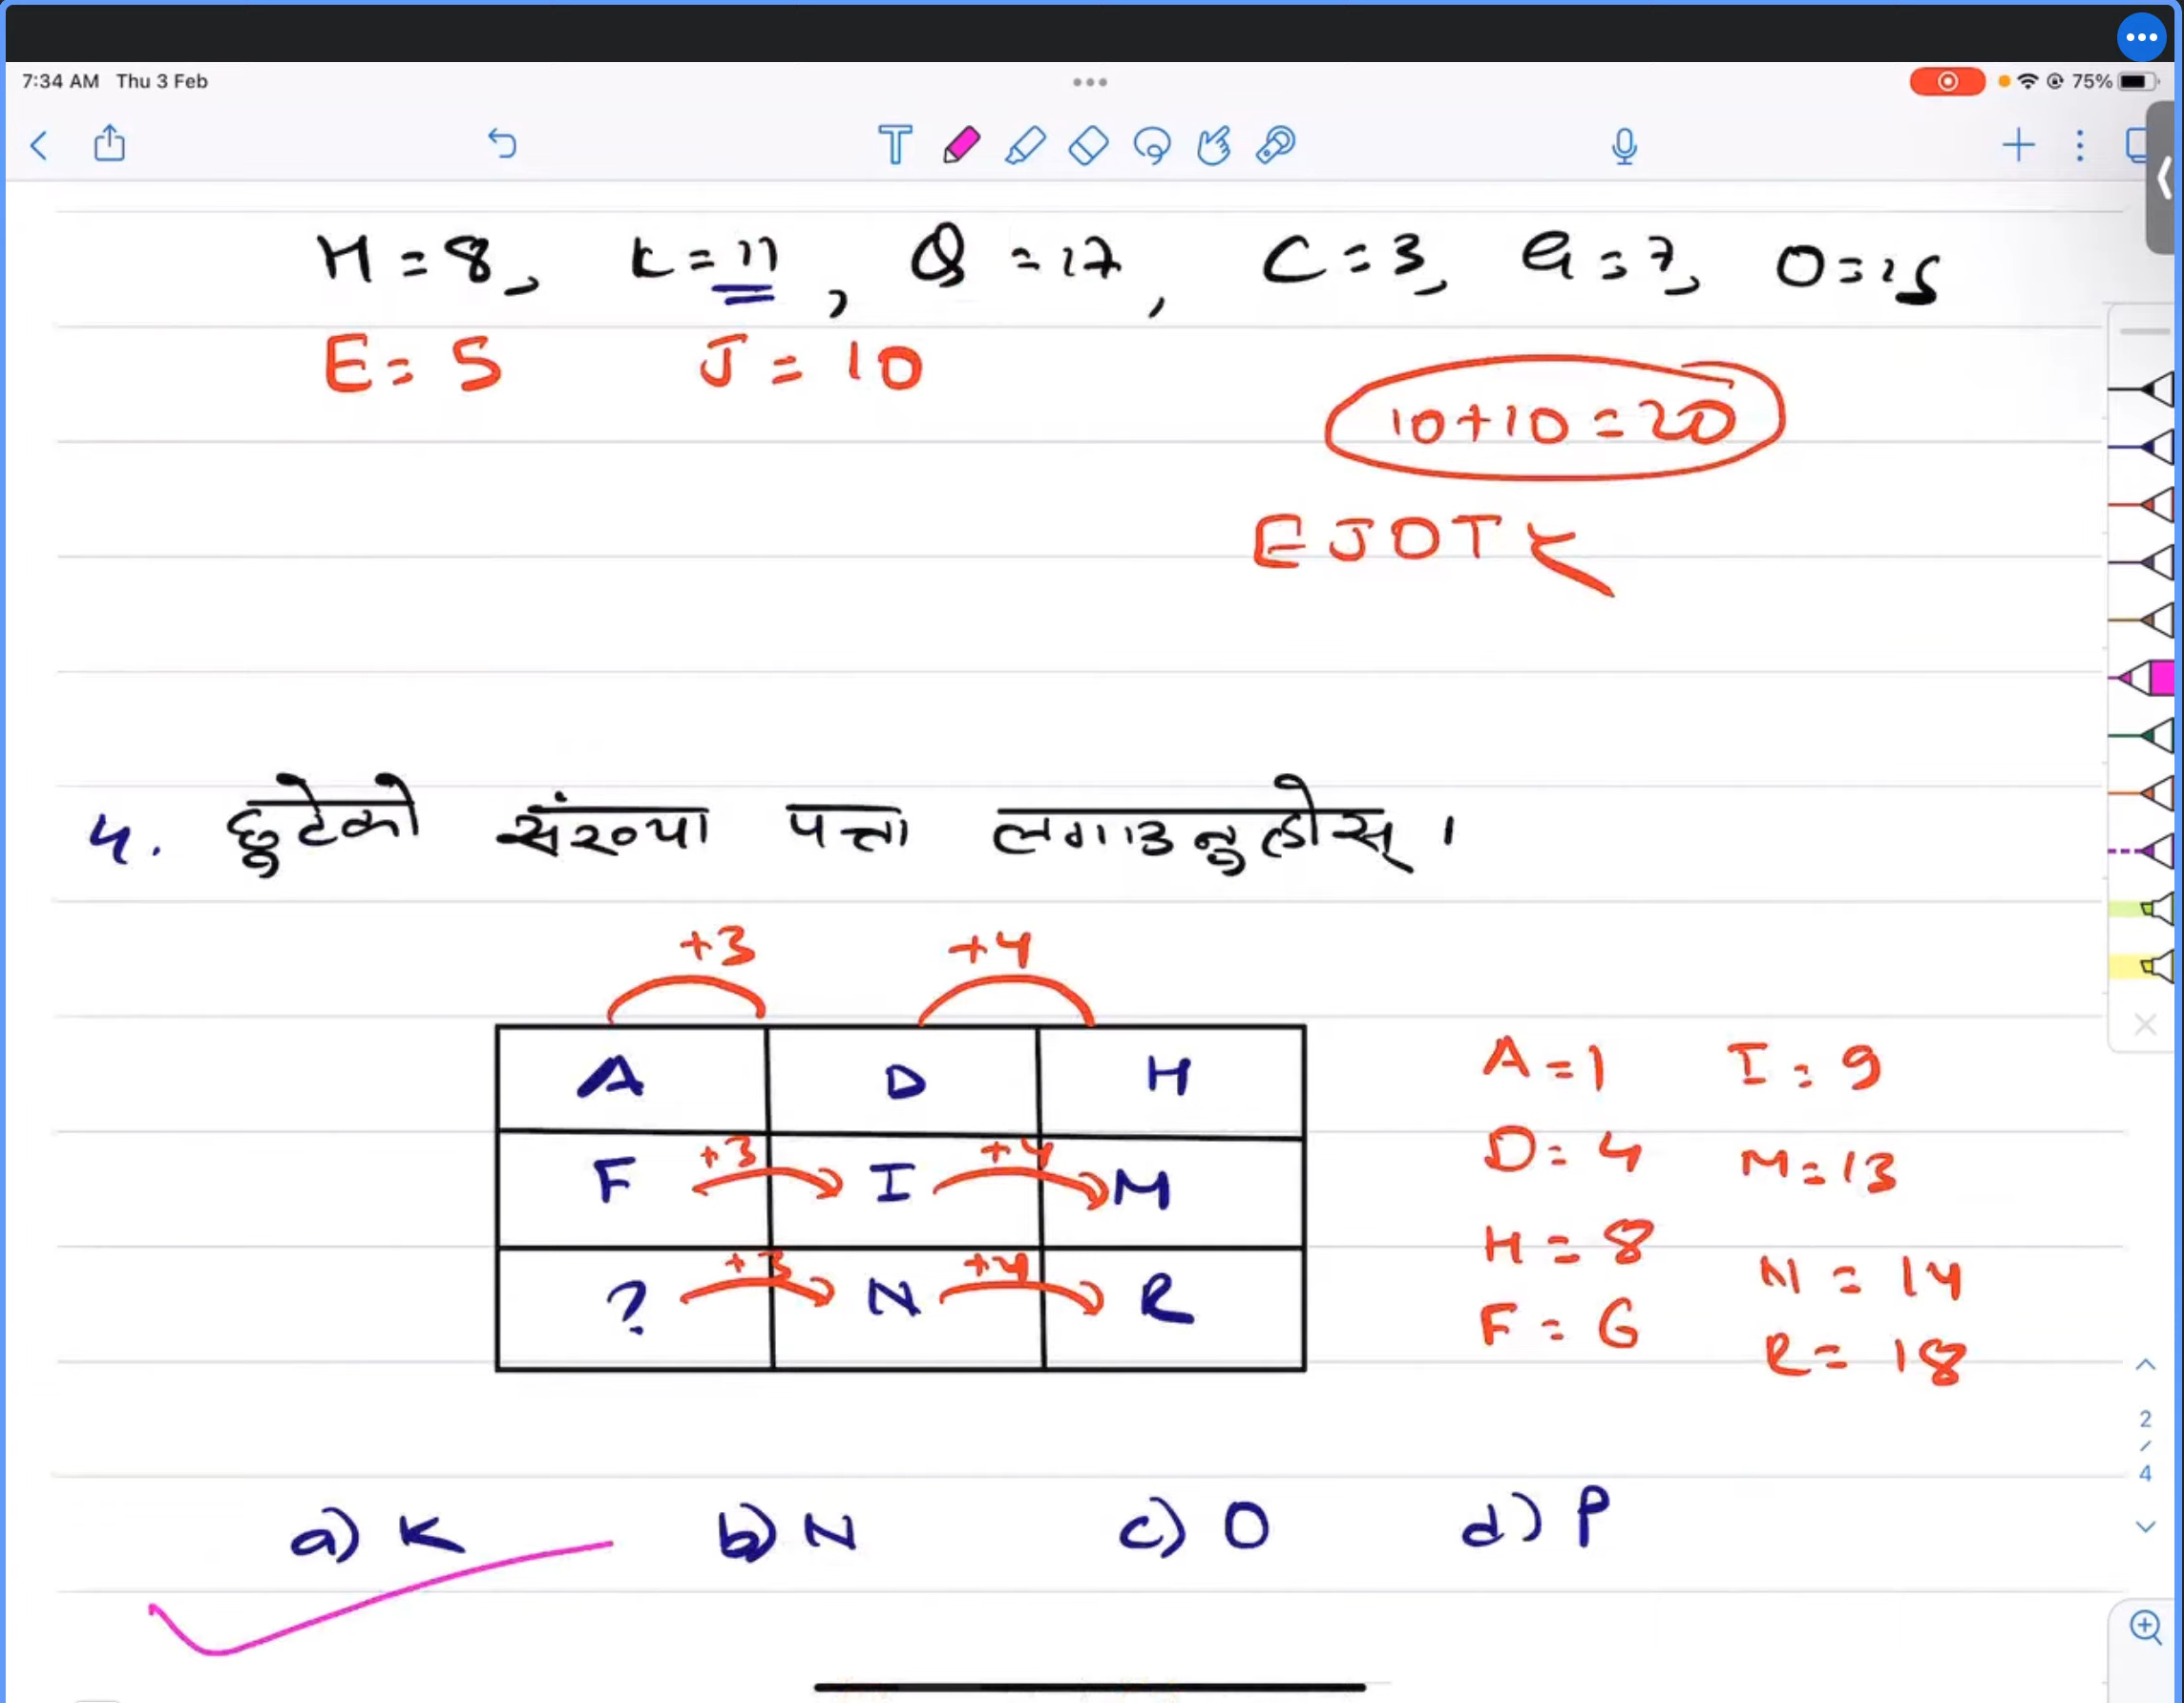 7:34 AM Thu 3 Feb
75%
H=8, K=11, Q=17, C=3, G=7, O=15
E=5 J=10
10+10=20
EJOTY
४. छुटेको संख्या पत्ता लगाउनुहोस् ।
+3 +4
A D H
F +3 I +4 M
? +3 N +4 R
A=1 I=9
D=4 M=13
H=8 N=14
F=6 R=18
2
/
4
a) K b) N c) O d) P